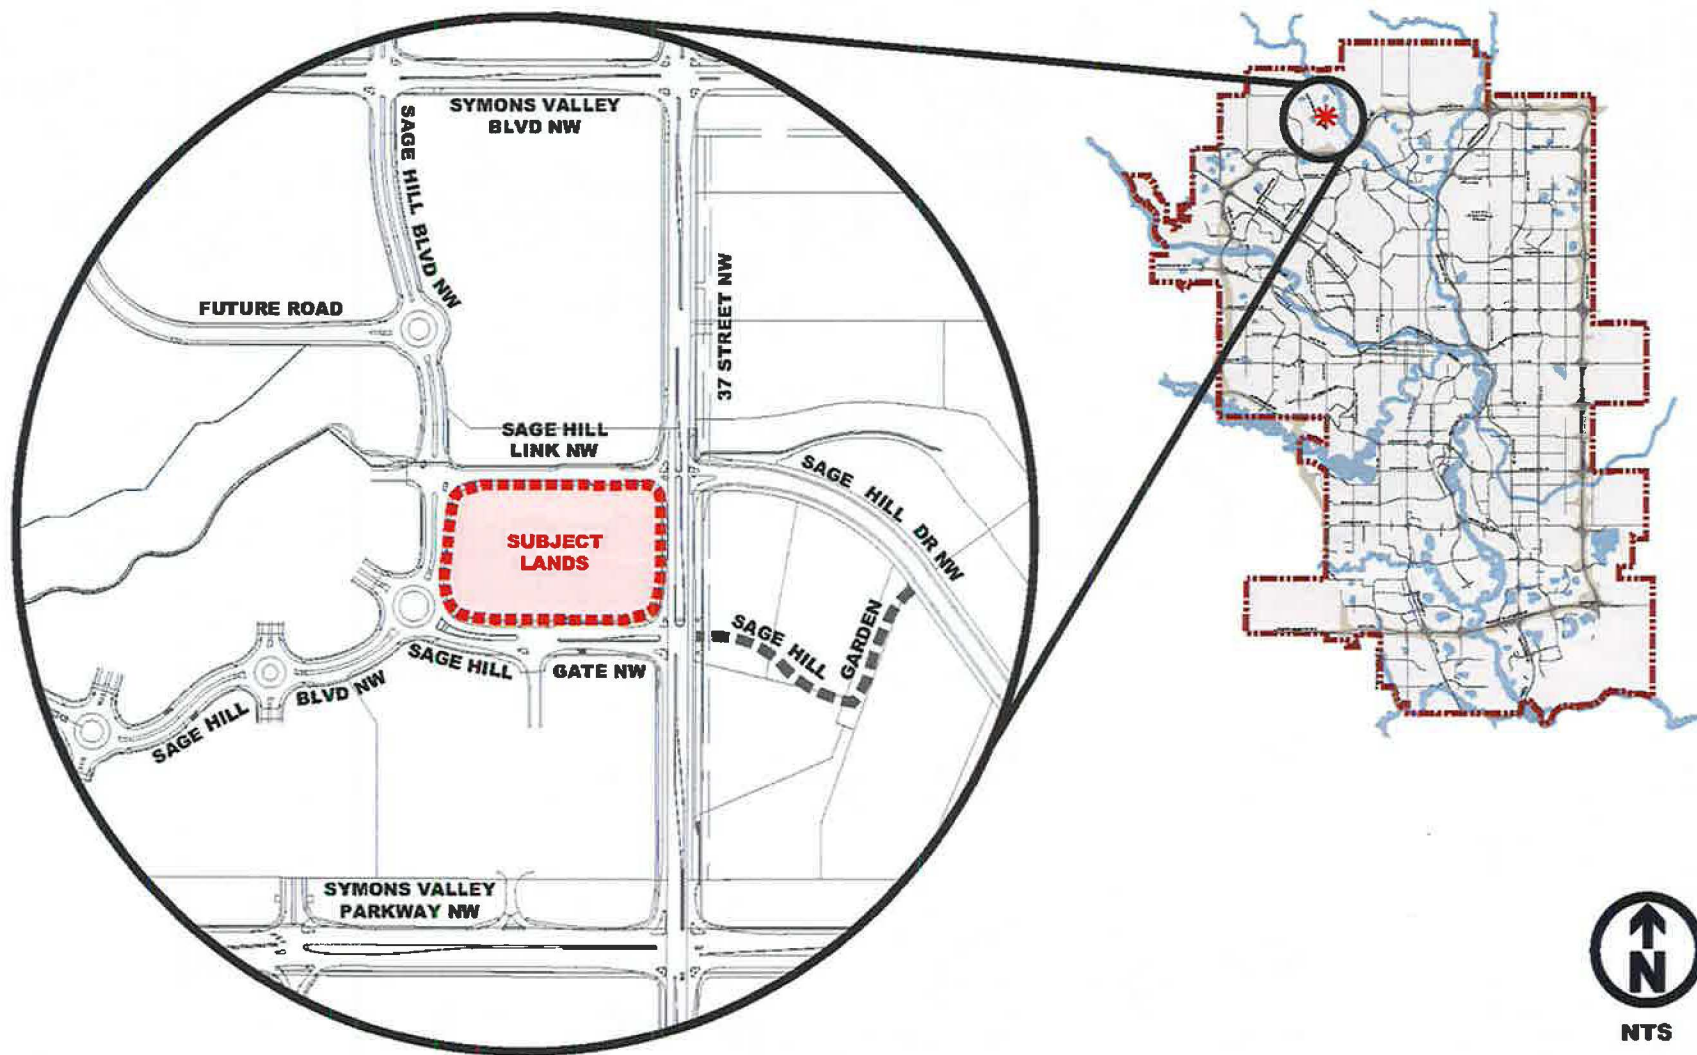 SYMONS VALLEY
BLVD NW
SAGE HILL BLVD NW
FUTURE ROAD
37 STREET NW
SAGE HILL
LINK NW
SAGE HILL DR NW
SUBJECT
LANDS
SAGE HILL
GARDEN
SAGE HILL
GATE NW
SAGE HILL
BLVD NW
SYMONS VALLEY
PARKWAY NW
N
NTS